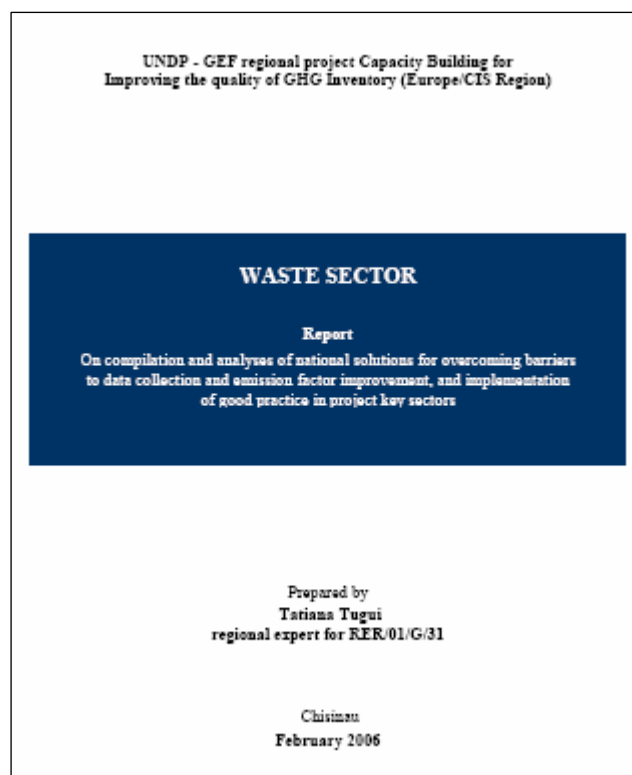 UNDP - GEF regional project Capacity Building for
Improving the quality of GHG Inventory (Europe/CIS Region)
WASTE SECTOR
Report
On compilation and analyses of national solutions for overcoming barriers
to data collection and emission factor improvement, and implementation
of good practice in project key sectors
Prepared by
Tatiana Tugui
regional expert for RER/01/G/31
Chisinau
February 2006